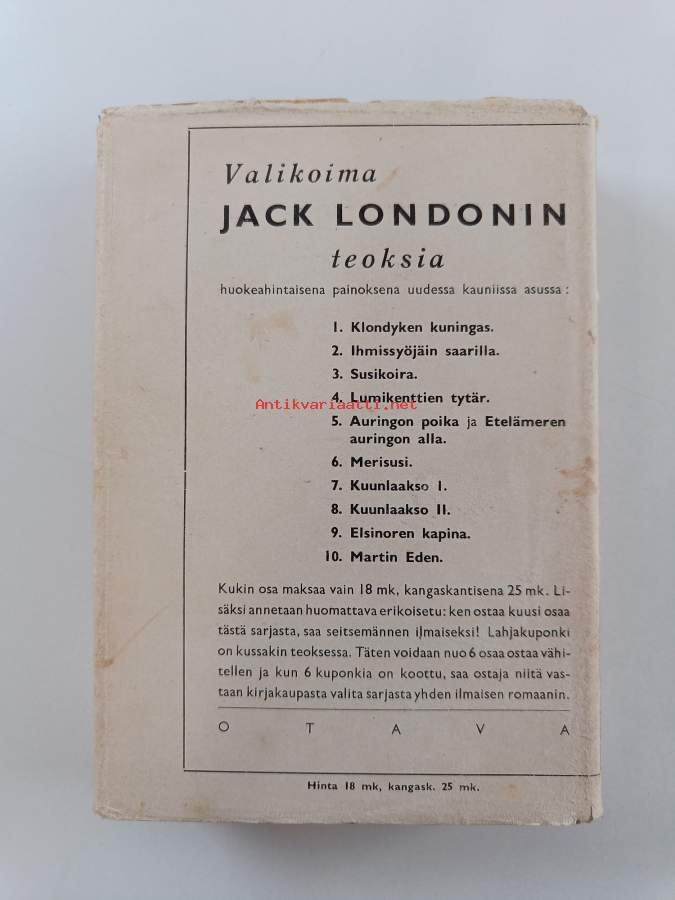 Valikoima
JACK LONDONIN
teoksia
huokeahintaisena painoksena uudessa kauniissa asussa:
1. Klondyken kuningas.
2. Ihmissyöjäin saarilla.
3. Susikoira.
4. Lumikenttien tytär.
Antikvariaatti.net
5. Auringon poika ja Etelämeren
auringon alla.
6. Merisusi.
7. Kuunlaakso I.
8. Kuunlaakso II.
9. Elsinoren kapina.
10. Martin Eden.
Kukin osa maksaa vain 18 mk, kangaskantisena 25 mk. Li-
säksi annetaan huomattava erikoisetu: ken ostaa kuusi osaa
tästä sarjasta, saa seitsemännen ilmaiseksi! Lahjakuponki
on kussakin teoksessa. Täten voidaan nuo 6 osaa ostaa vähi-
tellen ja kun 6 kuponkia on koottu, saa ostaja niitä vas-
taan kirjakaupasta valita sarjasta yhden ilmaisen romaanin.
O T A V A
Hinta 18 mk, kangask. 25 mk.